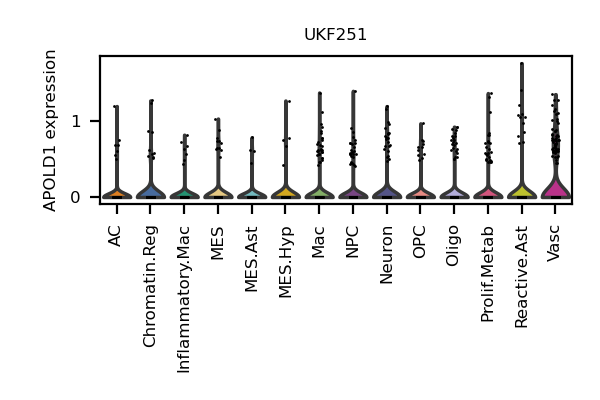 UKF251
APOLD1 expression
1
0
AC
Chromatin.Reg
Inflammatory.Mac
MES
MES.Ast
MES.Hyp
Mac
NPC
Neuron
OPC
Oligo
Prolif.Metab
Reactive.Ast
Vasc